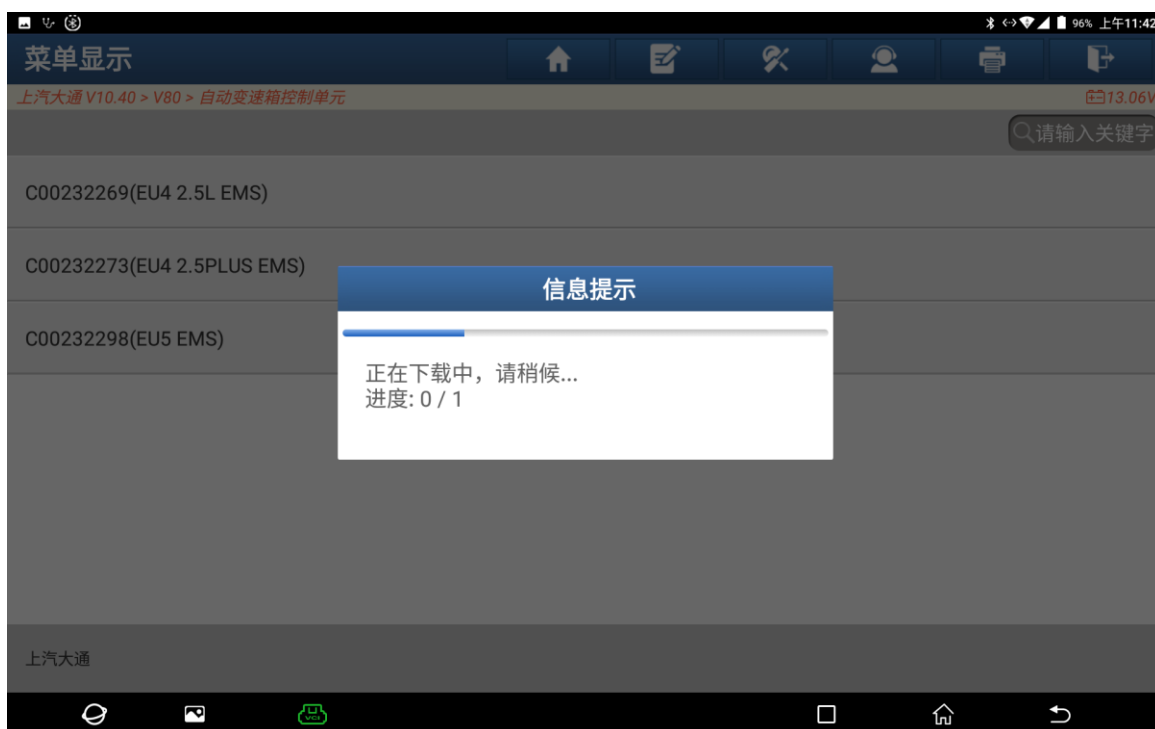 96% 上午11:42
菜单显示
上汽大通 V10.40 > V80 > 自动变速箱控制单元
13.06V
请输入关键字
C00232269(EU4 2.5L EMS)
C00232273(EU4 2.5PLUS EMS)
C00232298(EU5 EMS)
信息提示
正在下载中，请稍候...
进度: 0 / 1
上汽大通
VCI